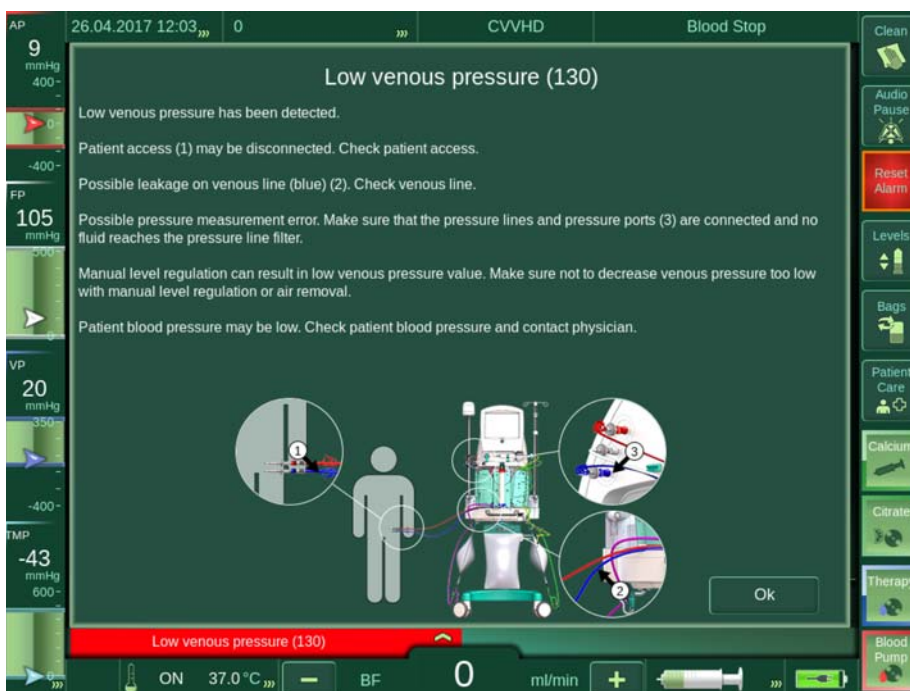 AP
9
mmHg
400
0
-400
FP
105
mmHg
500
0
VP
20
mmHg
350
-400
TMP
-43
mmHg
600
0
26.04.2017 12:03 0 CVVHD Blood Stop
Low venous pressure (130)
Low venous pressure has been detected.
Patient access (1) may be disconnected. Check patient access.
Possible leakage on venous line (blue) (2). Check venous line.
Possible pressure measurement error. Make sure that the pressure lines and pressure ports (3) are connected and no
fluid reaches the pressure line filter.
Manual level regulation can result in low venous pressure value. Make sure not to decrease venous pressure too low
with manual level regulation or air removal.
Patient blood pressure may be low. Check patient blood pressure and contact physician.
1
3
2
Ok
Low venous pressure (130)
ON 37.0 °C − BF 0 ml/min +
Clean
Audio
Pause
Reset
Alarm
Levels
Bags
Patient
Care
Calcium
Citrate
Therapy
Blood
Pump